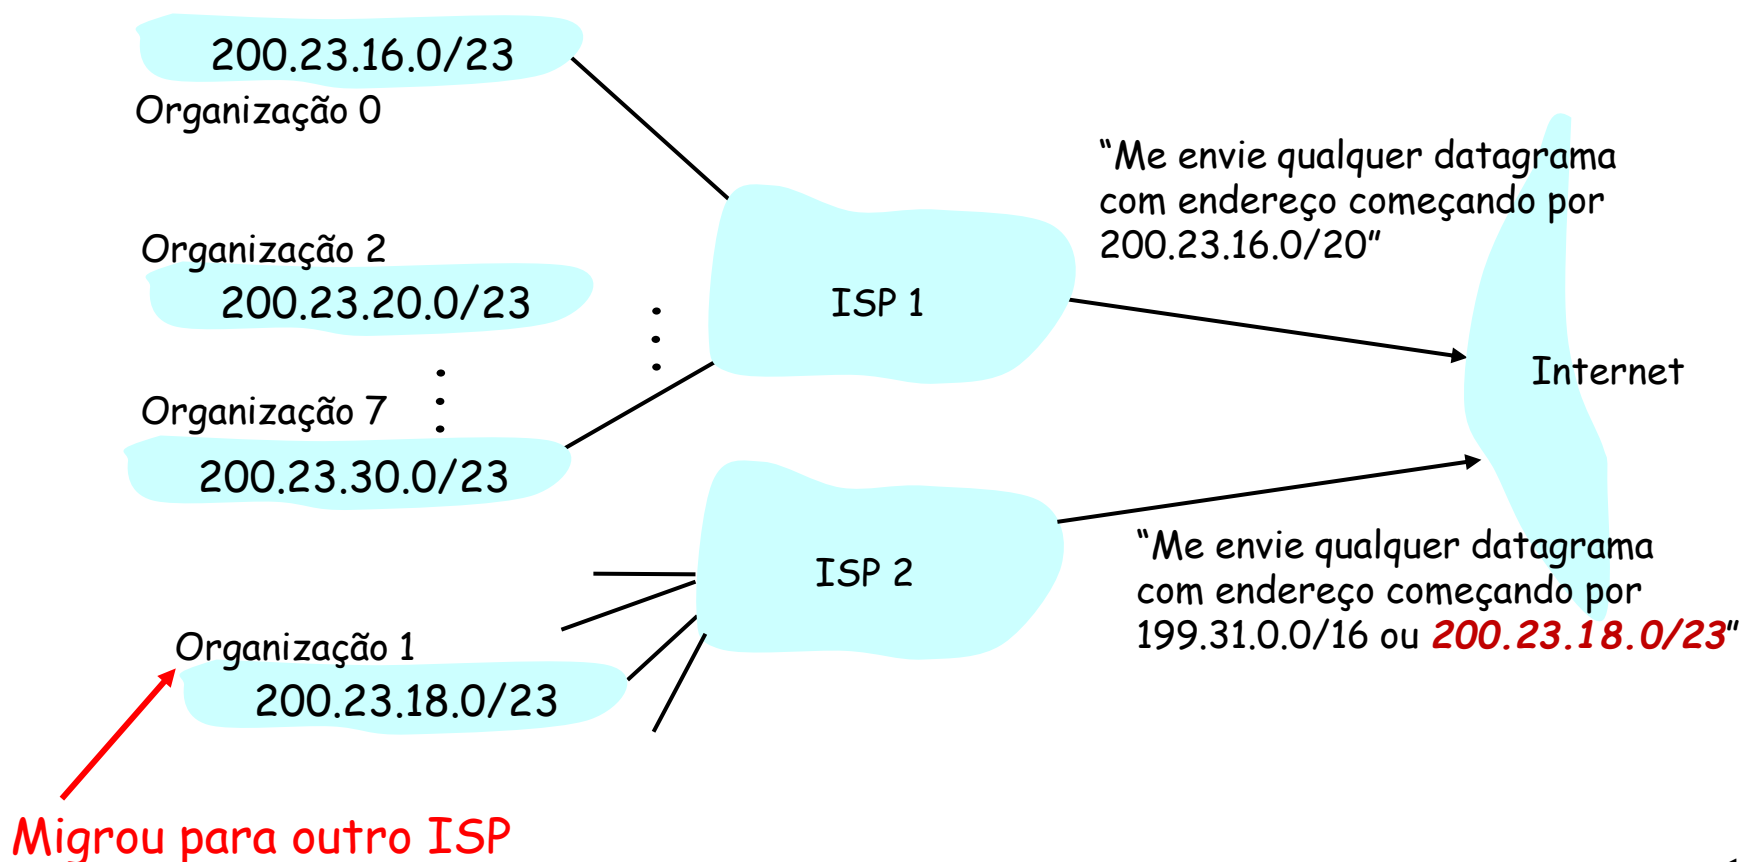 200.23.16.0/23
Organização 0
"Me envie qualquer datagrama
com endereço começando por
200.23.16.0/20"
Organização 2
200.23.20.0/23
ISP 1
Internet
Organização 7
200.23.30.0/23
ISP 2
"Me envie qualquer datagrama
com endereço começando por
199.31.0.0/16 ou 200.23.18.0/23"
Organização 1
200.23.18.0/23
Migrou para outro ISP